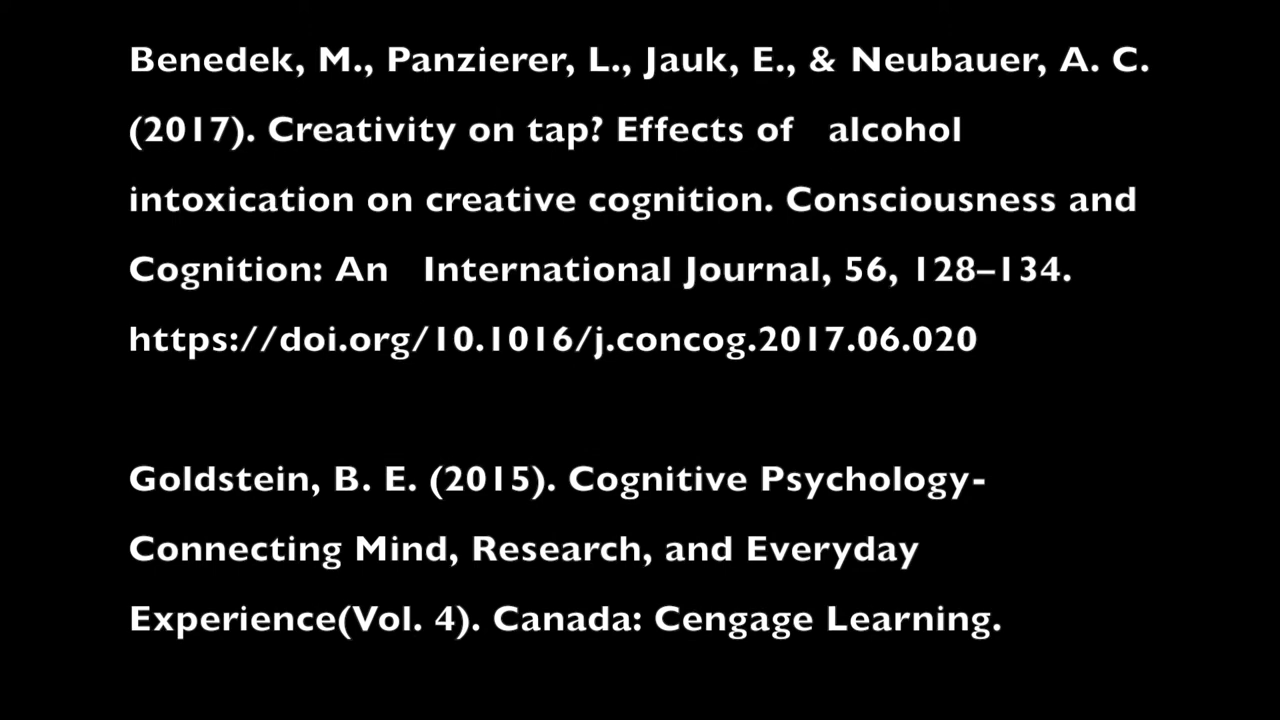 Benedek, M., Panzierer, L., Jauk, E., & Neubauer, A. C.
(2017). Creativity on tap? Effects of   alcohol
intoxication on creative cognition. Consciousness and
Cognition: An   International Journal, 56, 128–134.
https://doi.org/10.1016/j.concog.2017.06.020
Goldstein, B. E. (2015). Cognitive Psychology-
Connecting Mind, Research, and Everyday
Experience(Vol. 4). Canada: Cengage Learning.